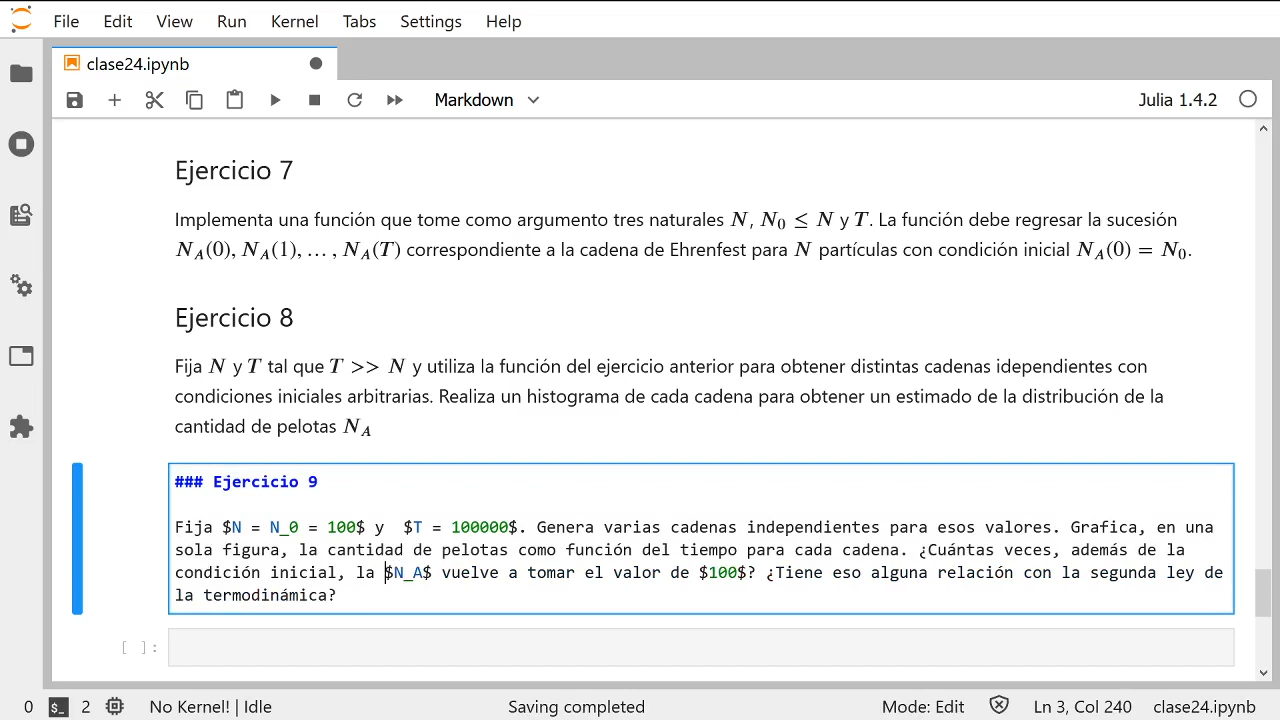 File Edit View Run Kernel Tabs Settings Help
clase24.ipynb
Markdown
Julia 1.4.2
Ejercicio 7
Implementa una función que tome como argumento tres naturales N, N₀ ≤ N y T. La función debe regresar la sucesión
N_A(0), N_A(1), … , N_A(T) correspondiente a la cadena de Ehrenfest para N partículas con condición inicial N_A(0) = N₀.
Ejercicio 8
Fija N y T tal que T >> N y utiliza la función del ejercicio anterior para obtener distintas cadenas idependientes con
condiciones iniciales arbitrarias. Realiza un histograma de cada cadena para obtener un estimado de la distribución de la
cantidad de pelotas N_A
### Ejercicio 9
Fija $N = N_0 = 100$ y  $T = 100000$. Genera varias cadenas independientes para esos valores. Grafica, en una
sola figura, la cantidad de pelotas como función del tiempo para cada cadena. ¿Cuántas veces, además de la
condición inicial, la $N_A$ vuelve a tomar el valor de $100$? ¿Tiene eso alguna relación con la segunda ley de
la termodinámica?
[ ]:
0 $_ 2 No Kernel! | Idle Saving completed Mode: Edit Ln 3, Col 240 clase24.ipynb